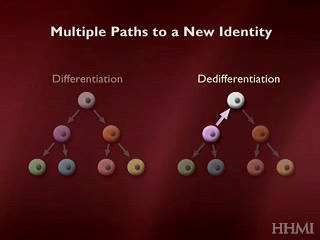 Multiple Paths to a New Identity
Differentiation
Dedifferentiation
HHMI